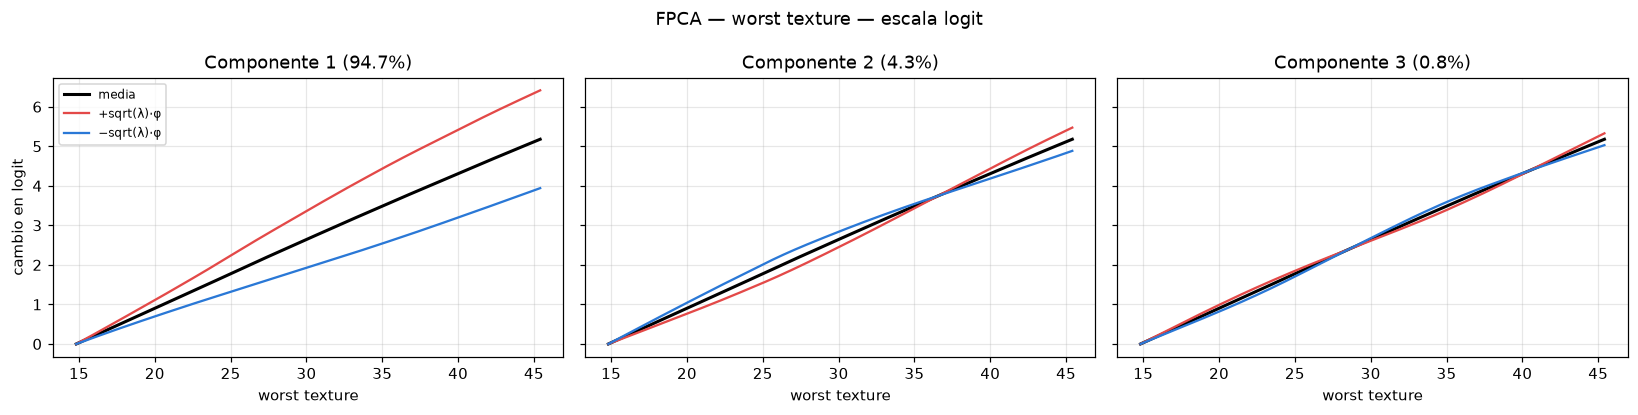 FPCA — worst texture — escala logit
Componente 1 (94.7%)
Componente 2 (4.3%)
Componente 3 (0.8%)
media
+sqrt(λ)·φ
−sqrt(λ)·φ
cambio en logit
6
5
4
3
2
1
0
15 20 25 30 35 40 45
15 20 25 30 35 40 45
15 20 25 30 35 40 45
worst texture
worst texture
worst texture